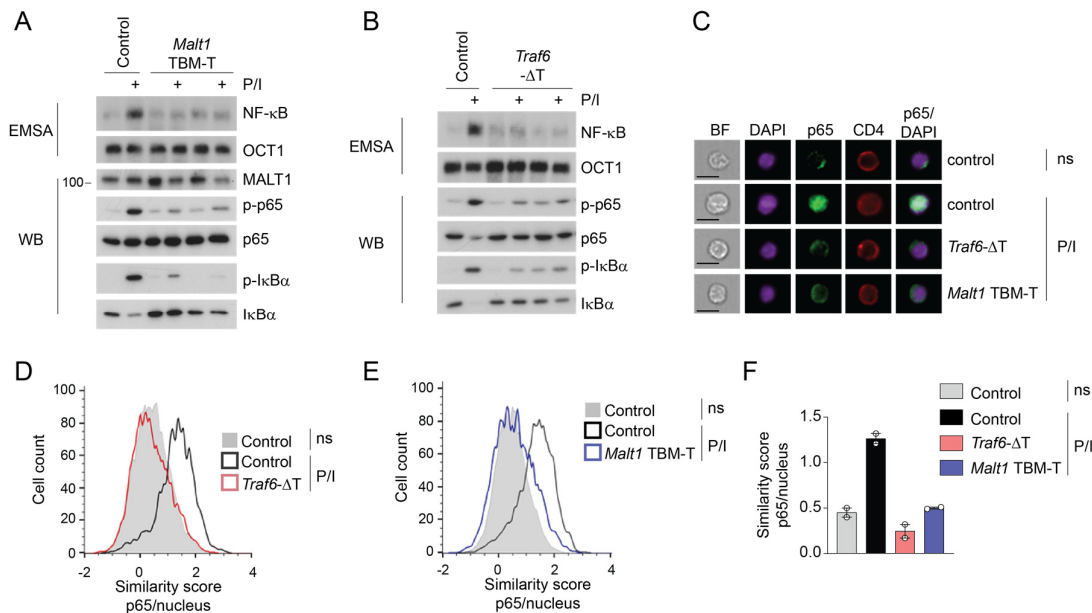 A
Control
Malt1
TBM-T
+ + + P/I
EMSA
NF-κB
OCT1
100
MALT1
WB
p-p65
p65
p-IκBα
IκBα
B
Control
Traf6
-ΔT
+ + + P/I
EMSA
NF-κB
OCT1
WB
p-p65
p65
p-IκBα
IκBα
C
BF DAPI p65 CD4 p65/
DAPI
control ns
control
Traf6-ΔT P/I
Malt1 TBM-T
D
Cell count
100
80
60
40
20
0
-2 0 2 4
Similarity score
p65/nucleus
Control ns
Control P/I
Traf6-ΔT
E
Cell count
100
80
60
40
20
0
-2 0 2 4
Similarity score
p65/nucleus
Control ns
Control P/I
Malt1 TBM-T
F
Similarity score
p65/nucleus
1.5
1.0
0.5
0.0
Control ns
Control
Traf6-ΔT P/I
Malt1 TBM-T